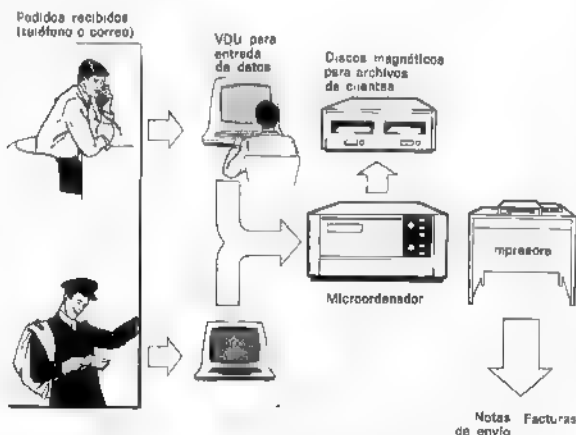 Pedidos recibidos
(teléfono o correo)
VDU para
entrada
de datos
Discos magnéticos
para archivos
de cuentas
Microordenador
Impresora
Notas
de envío
Facturas